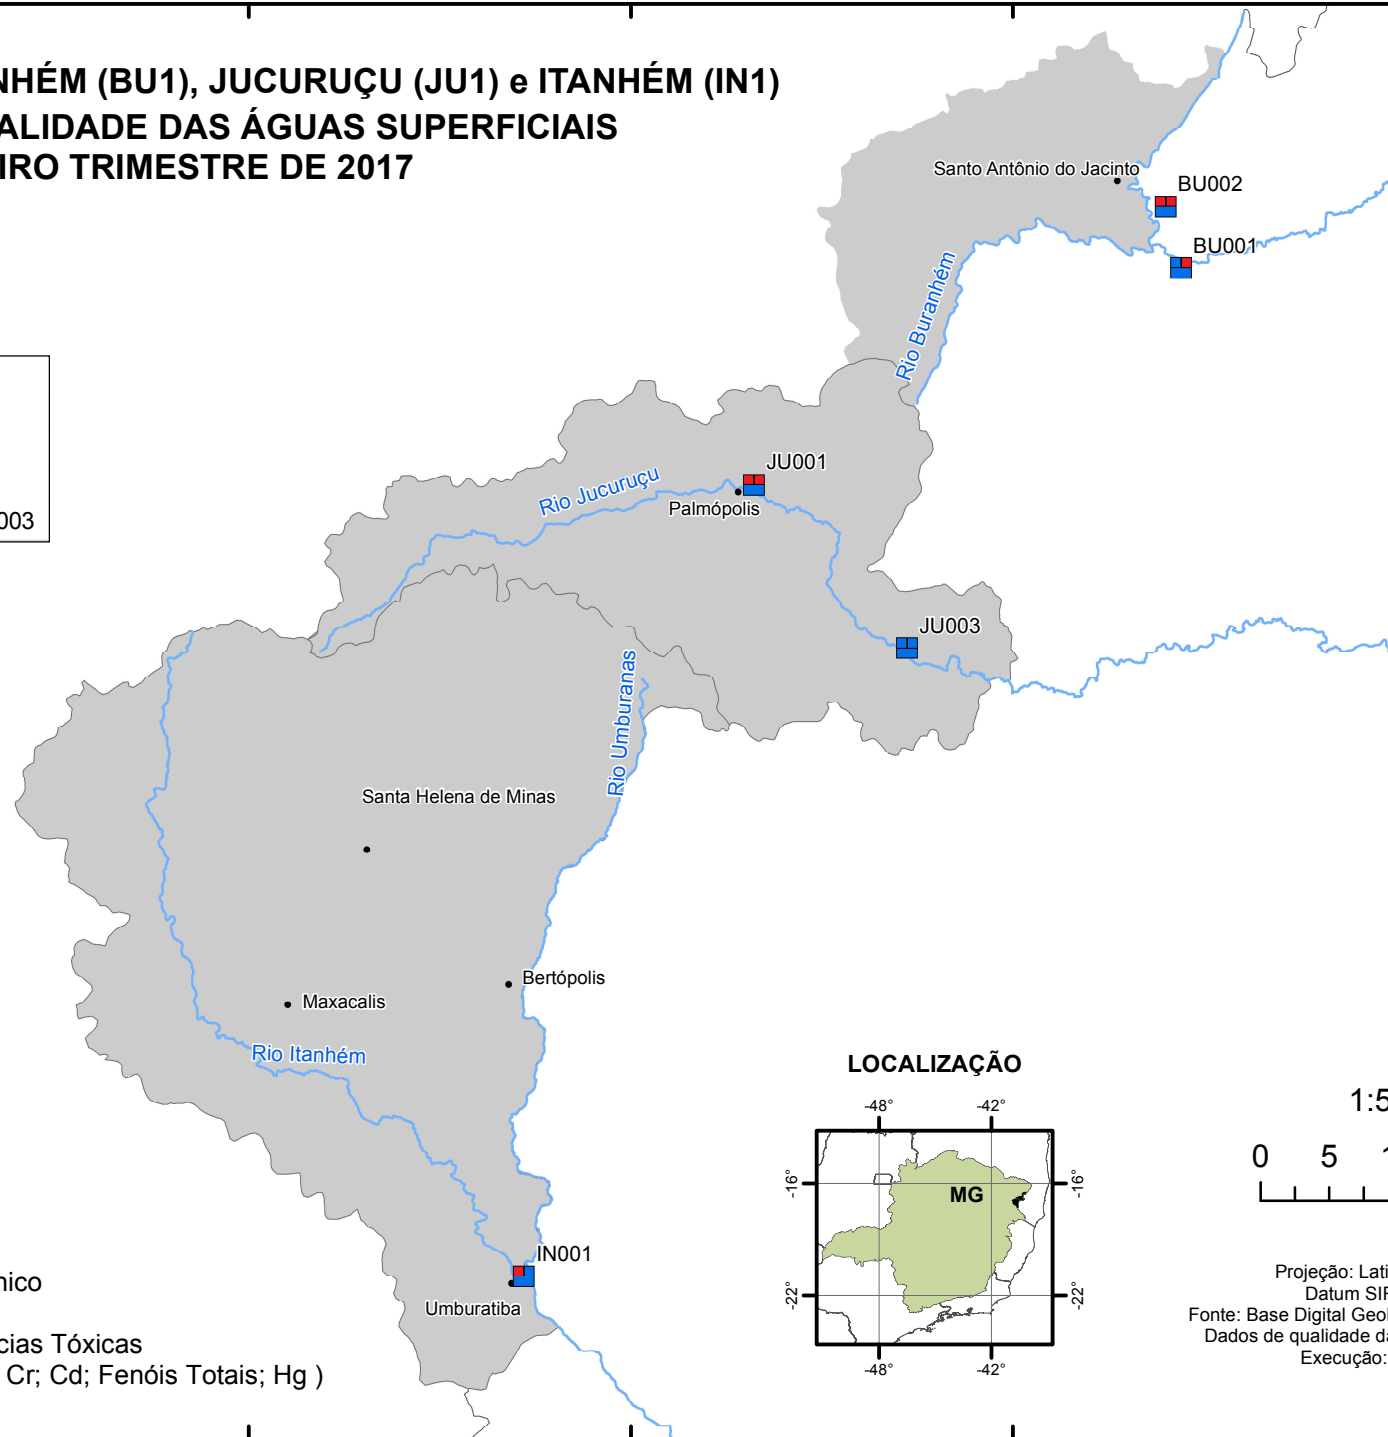 NHÉM (BU1), JUCURUÇU (JU1) e ITANHÉM (IN1)
ALIDADE DAS ÁGUAS SUPERFICIAIS
IRO TRIMESTRE DE 2017
Santo Antônio do Jacinto
BU002
BU001
Rio Buranhém
003
JU001
Rio Jucuruçu
Palmópolis
JU003
Rio Umburanas
Santa Helena de Minas
Bertópolis
Maxacalis
Rio Itanhém
IN001
Umburatiba
nico
cias Tóxicas
Cr; Cd; Fenóis Totais; Hg )
LOCALIZAÇÃO
-48° -42°
-16° MG -16°
-22° -22°
-48° -42°
1:5
0 5 1
Projeção: Lati
Datum SIR
Fonte: Base Digital Geol
Dados de qualidade da
Execução: